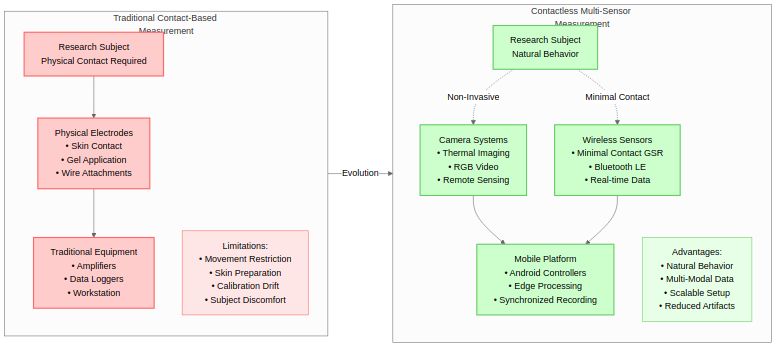 Traditional Contact-Based
Measurement
Research Subject
Physical Contact Required
Physical Electrodes
• Skin Contact
• Gel Application
• Wire Attachments
Traditional Equipment
• Amplifiers
• Data Loggers
• Workstation
Limitations:
• Movement Restriction
• Skin Preparation
• Calibration Drift
• Subject Discomfort
Evolution
Contactless Multi-Sensor
Measurement
Research Subject
Natural Behavior
Non-Invasive
Minimal Contact
Camera Systems
• Thermal Imaging
• RGB Video
• Remote Sensing
Wireless Sensors
• Minimal Contact GSR
• Bluetooth LE
• Real-time Data
Mobile Platform
• Android Controllers
• Edge Processing
• Synchronized Recording
Advantages:
• Natural Behavior
• Multi-Modal Data
• Scalable Setup
• Reduced Artifacts